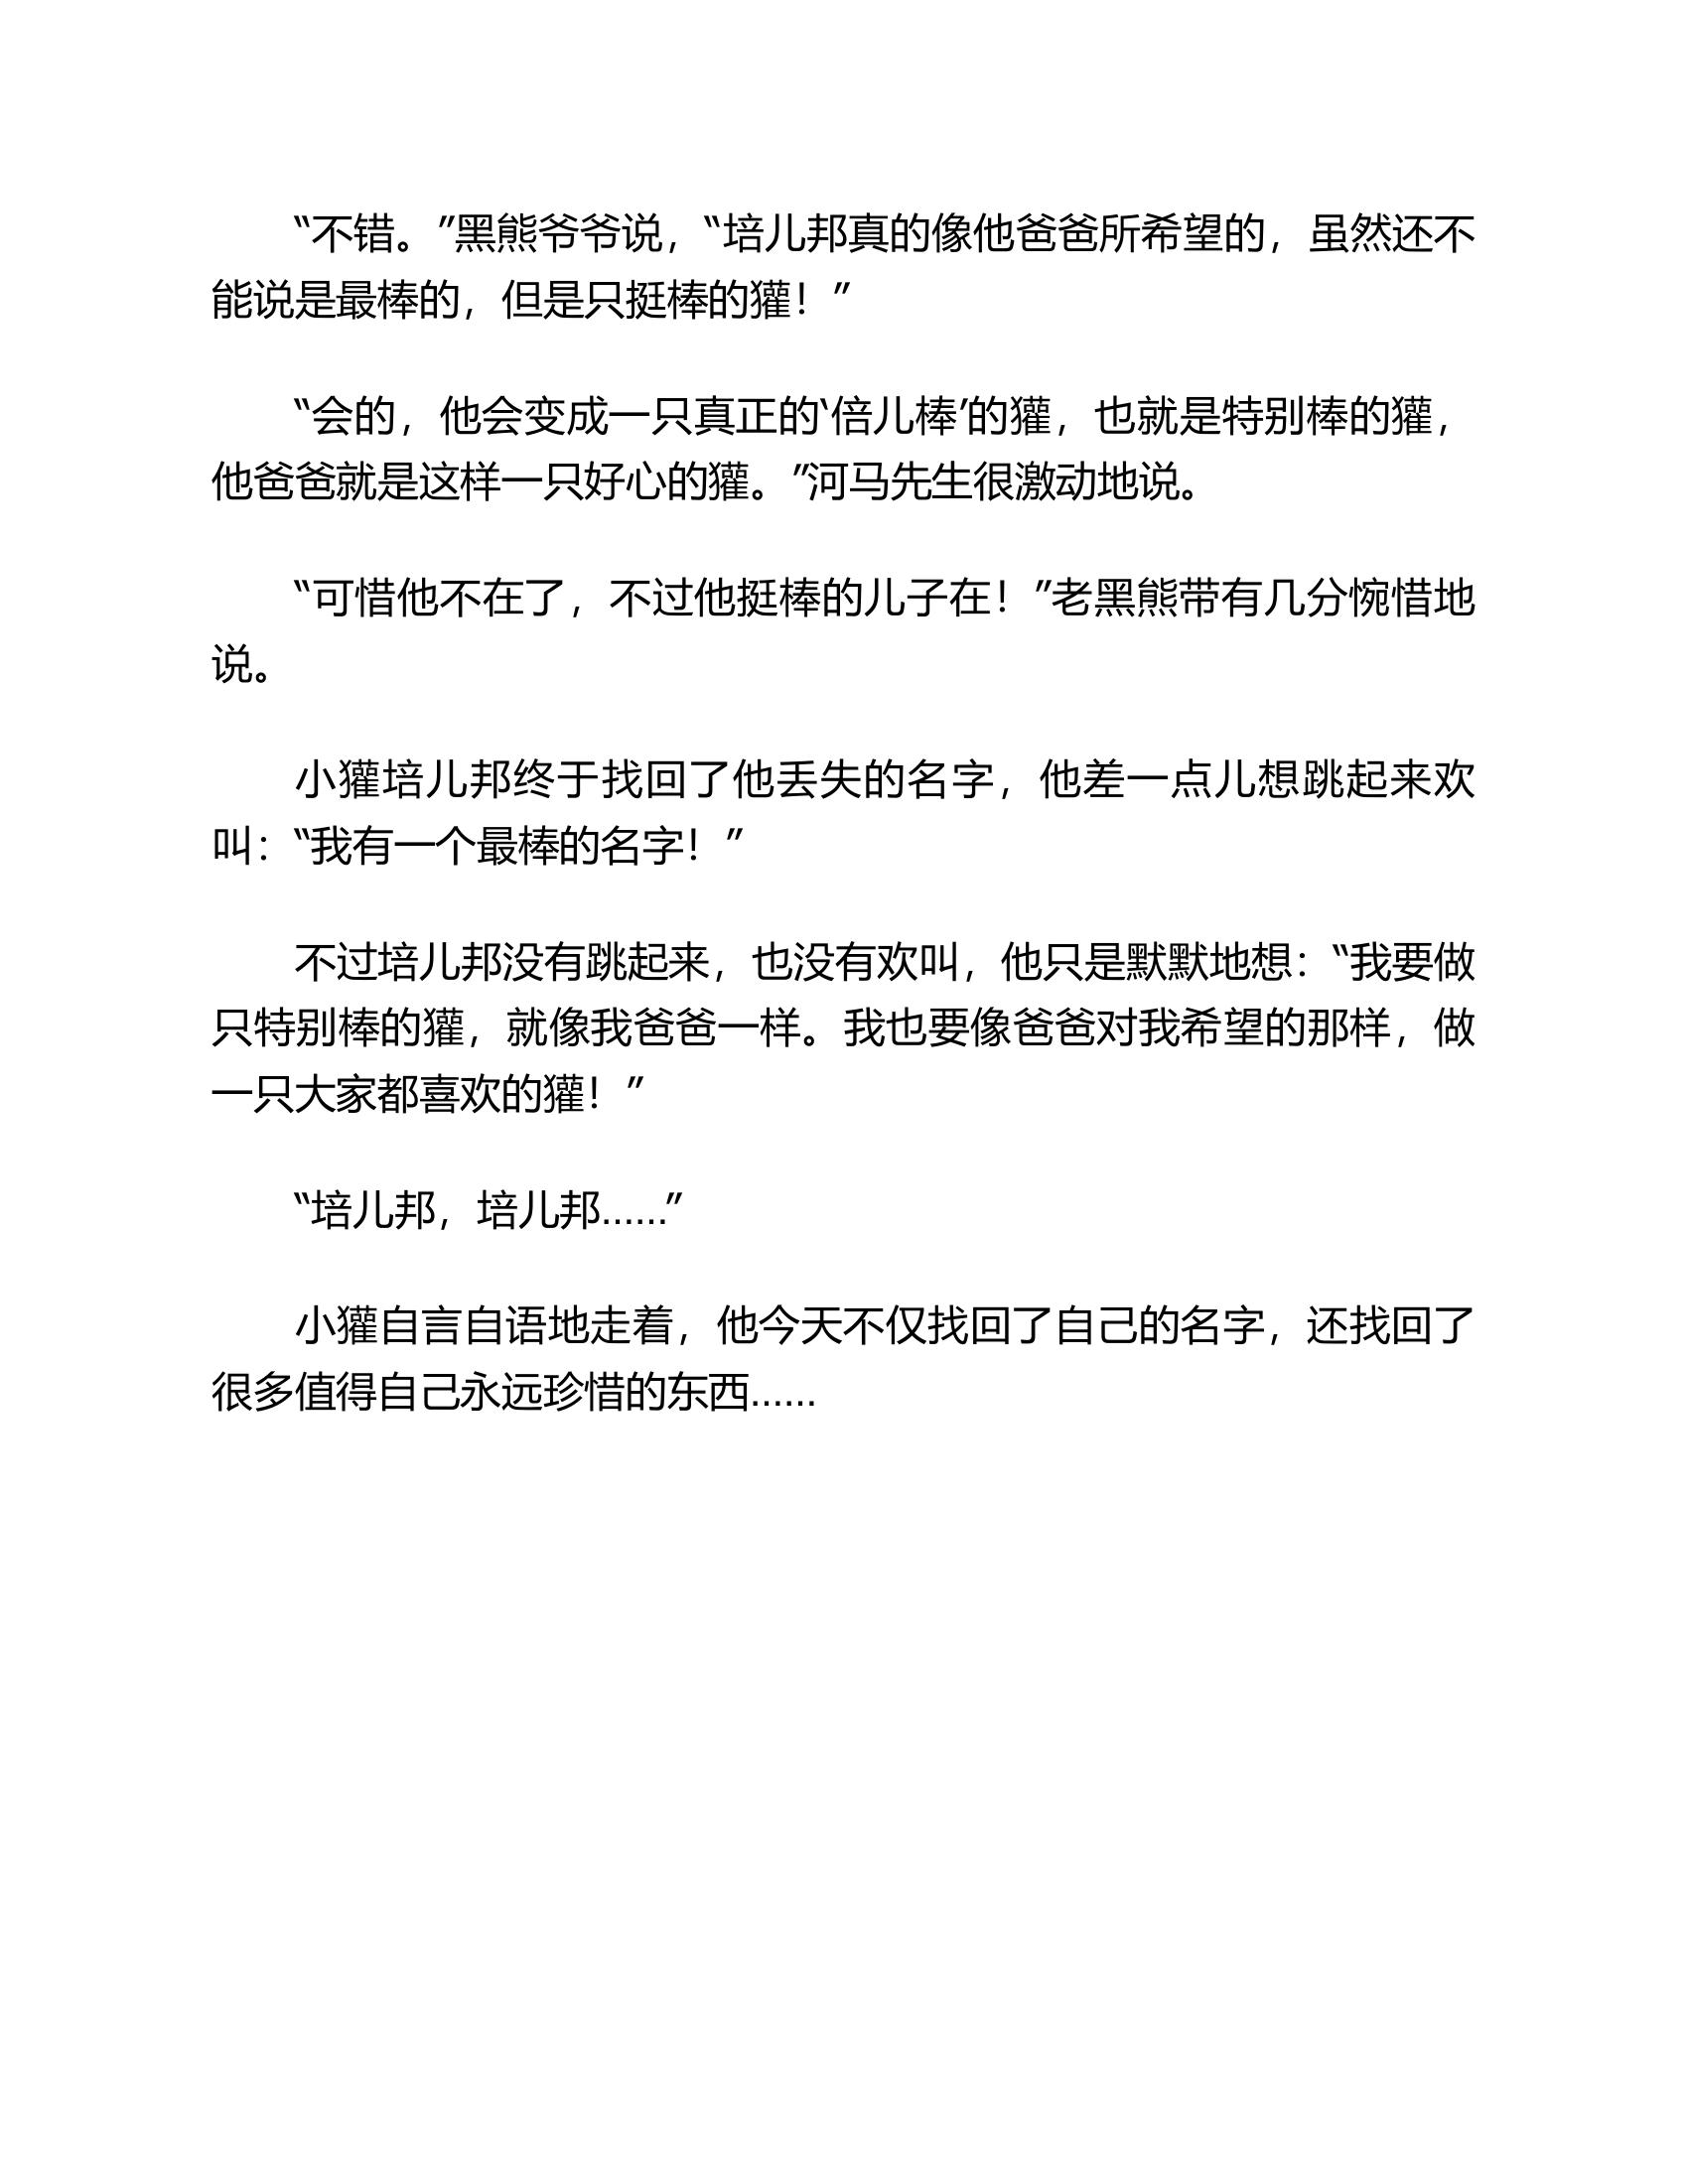 “不错。”黑熊爷爷说，“培儿邦真的像他爸爸所希望的，虽然还不
能说是最棒的，但是只挺棒的獾！”
“会的，他会变成一只真正的‘倍儿棒’的獾，也就是特别棒的獾，
他爸爸就是这样一只好心的獾。”河马先生很激动地说。
“可惜他不在了，不过他挺棒的儿子在！”老黑熊带有几分惋惜地
说。
小獾培儿邦终于找回了他丢失的名字，他差一点儿想跳起来欢
叫：“我有一个最棒的名字！”
不过培儿邦没有跳起来，也没有欢叫，他只是默默地想：“我要做
只特别棒的獾，就像我爸爸一样。我也要像爸爸对我希望的那样，做
一只大家都喜欢的獾！”
“培儿邦，培儿邦……”
小獾自言自语地走着，他今天不仅找回了自己的名字，还找回了
很多值得自己永远珍惜的东西……